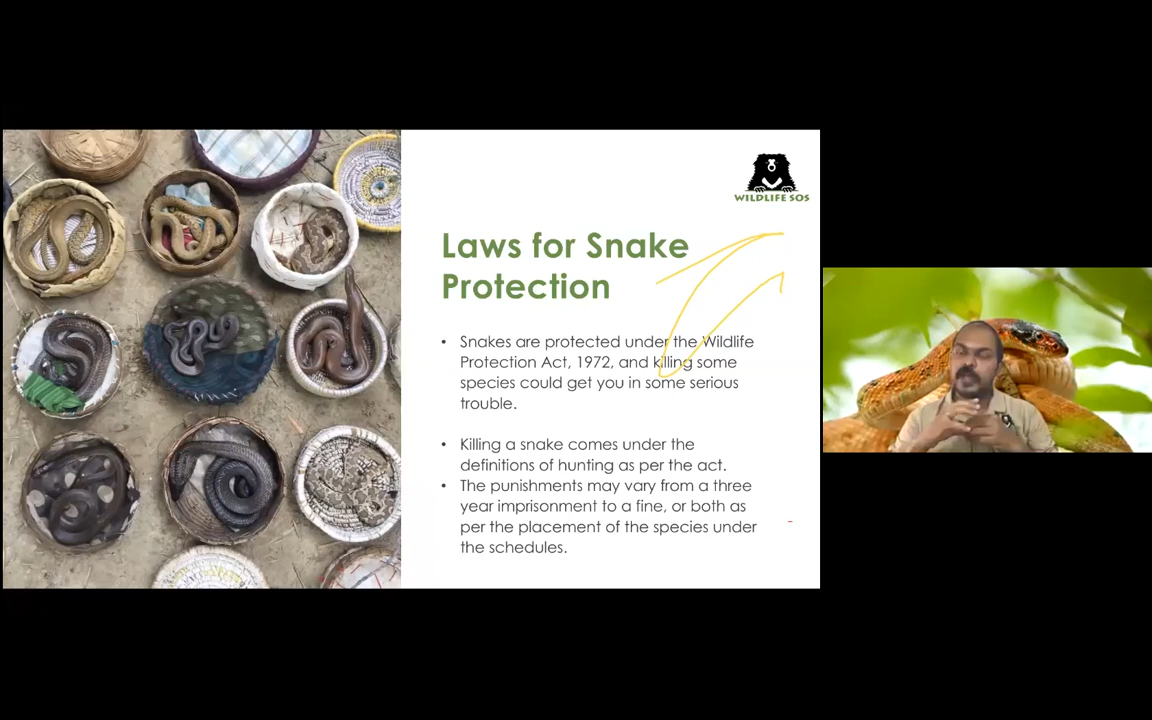 WILDLIFE SOS
Laws for Snake
Protection
• Snakes are protected under the Wildlife
Protection Act, 1972, and killing some
species could get you in some serious
trouble.
• Killing a snake comes under the
definitions of hunting as per the act.
• The punishments may vary from a three
year imprisonment to a fine, or both as
per the placement of the species under
the schedules.